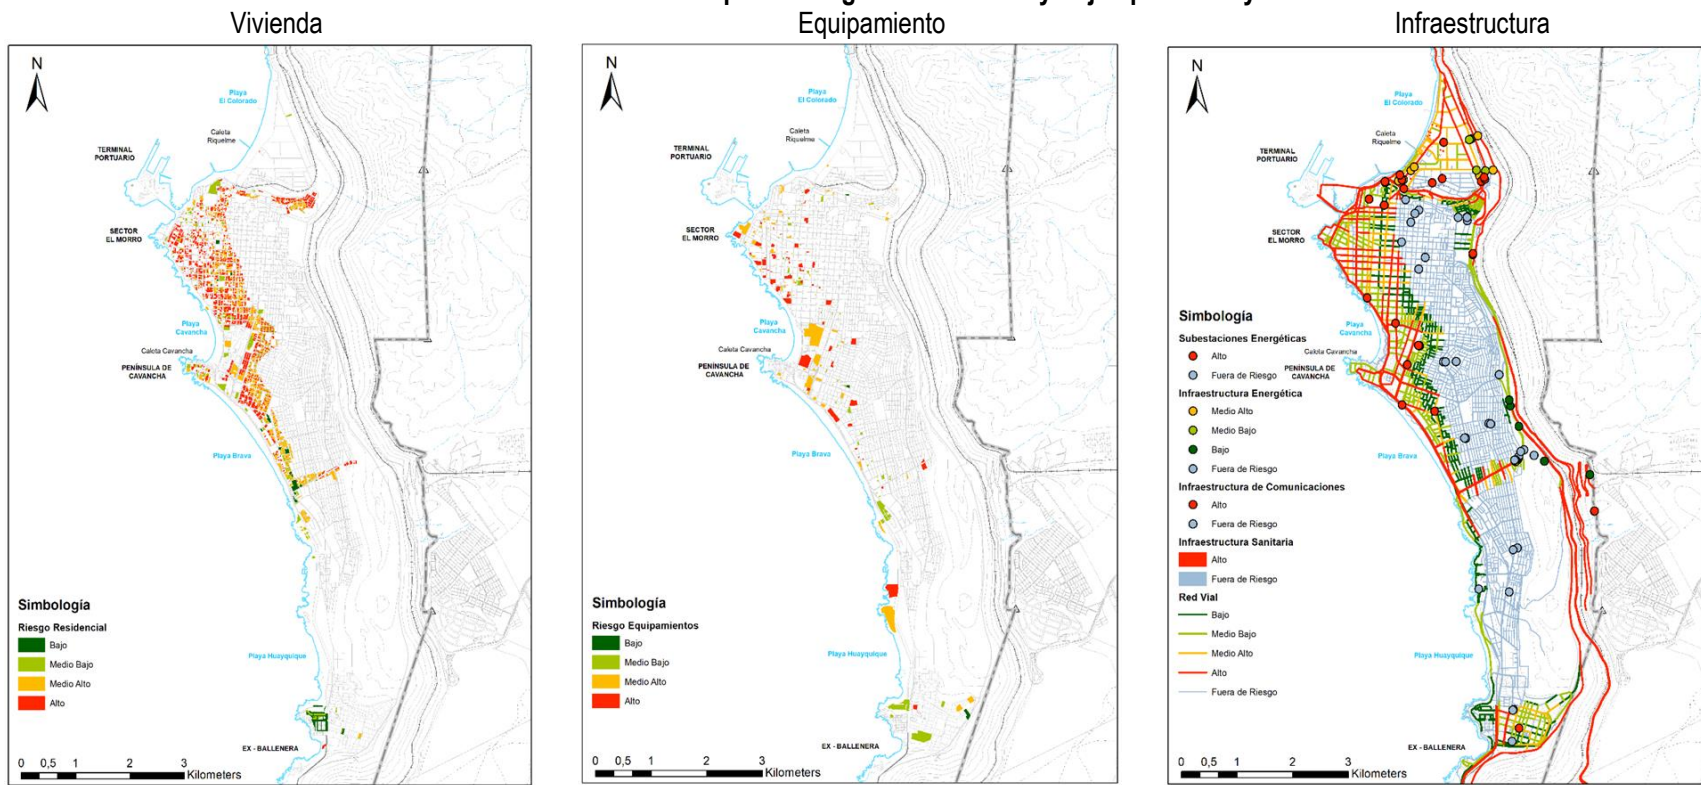 Vivienda
Equipamiento
Infraestructura
N
Playa
El Colorado
Caleta
Riquelme
TERMINAL
PORTUARIO
SECTOR
EL MORRO
Playa
Cavancha
Caleta Cavancha
PENÍNSULA DE
CAVANCHA
Playa Brava
Simbología
Riesgo Residencial
Bajo
Medio Bajo
Medio Alto
Alto
Playa Huayquique
EX - BALLENERA
0 0,5 1 2 3
Kilometers
N
Playa
El Colorado
Caleta
Riquelme
TERMINAL
PORTUARIO
SECTOR
EL MORRO
Playa
Cavancha
Caleta Cavancha
PENÍNSULA DE
CAVANCHA
Playa Brava
Simbología
Riesgo Equipamientos
Bajo
Medio Bajo
Medio Alto
Alto
Playa Huayquique
EX - BALLENERA
0 0,5 1 2 3
Kilometers
N
Playa
El Colorado
Caleta
Riquelme
TERMINAL
PORTUARIO
SECTOR
EL MORRO
Playa
Cavancha
Caleta Cavancha
PENÍNSULA DE
CAVANCHA
Playa Brava
Simbología
Subestaciones Energéticas
Alto
Fuera de Riesgo
Infraestructura Energética
Medio Alto
Medio Bajo
Bajo
Fuera de Riesgo
Infraestructura de Comunicaciones
Alto
Fuera de Riesgo
Infraestructura Sanitaria
Alto
Fuera de Riesgo
Red Vial
Bajo
Medio Bajo
Medio Alto
Alto
Fuera de Riesgo
Playa Huayquique
EX - BALLENERA
0 0,5 1 2 3
Kilometers